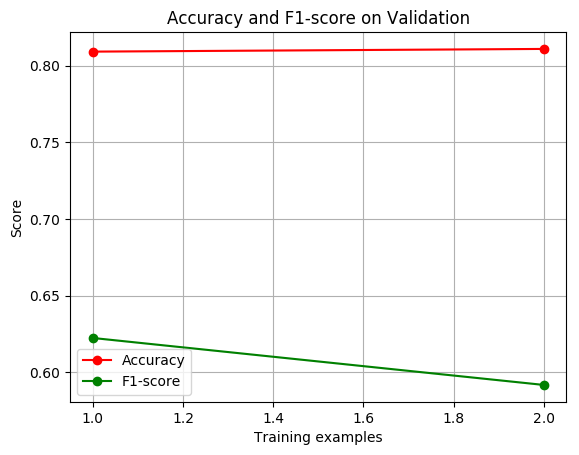 Accuracy and F1-score on Validation
Score
0.80
0.75
0.70
0.65
0.60
Accuracy
F1-score
1.0 1.2 1.4 1.6 1.8 2.0
Training examples